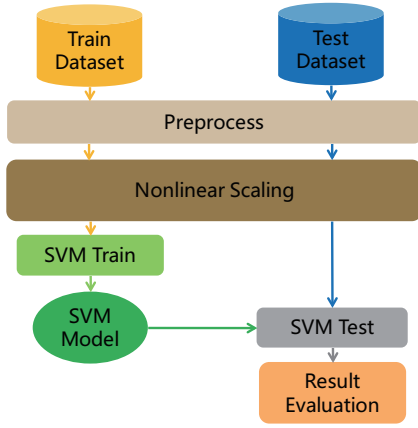 Train
Dataset
Test
Dataset
Preprocess
Nonlinear Scaling
SVM Train
SVM
Model
SVM Test
Result
Evaluation